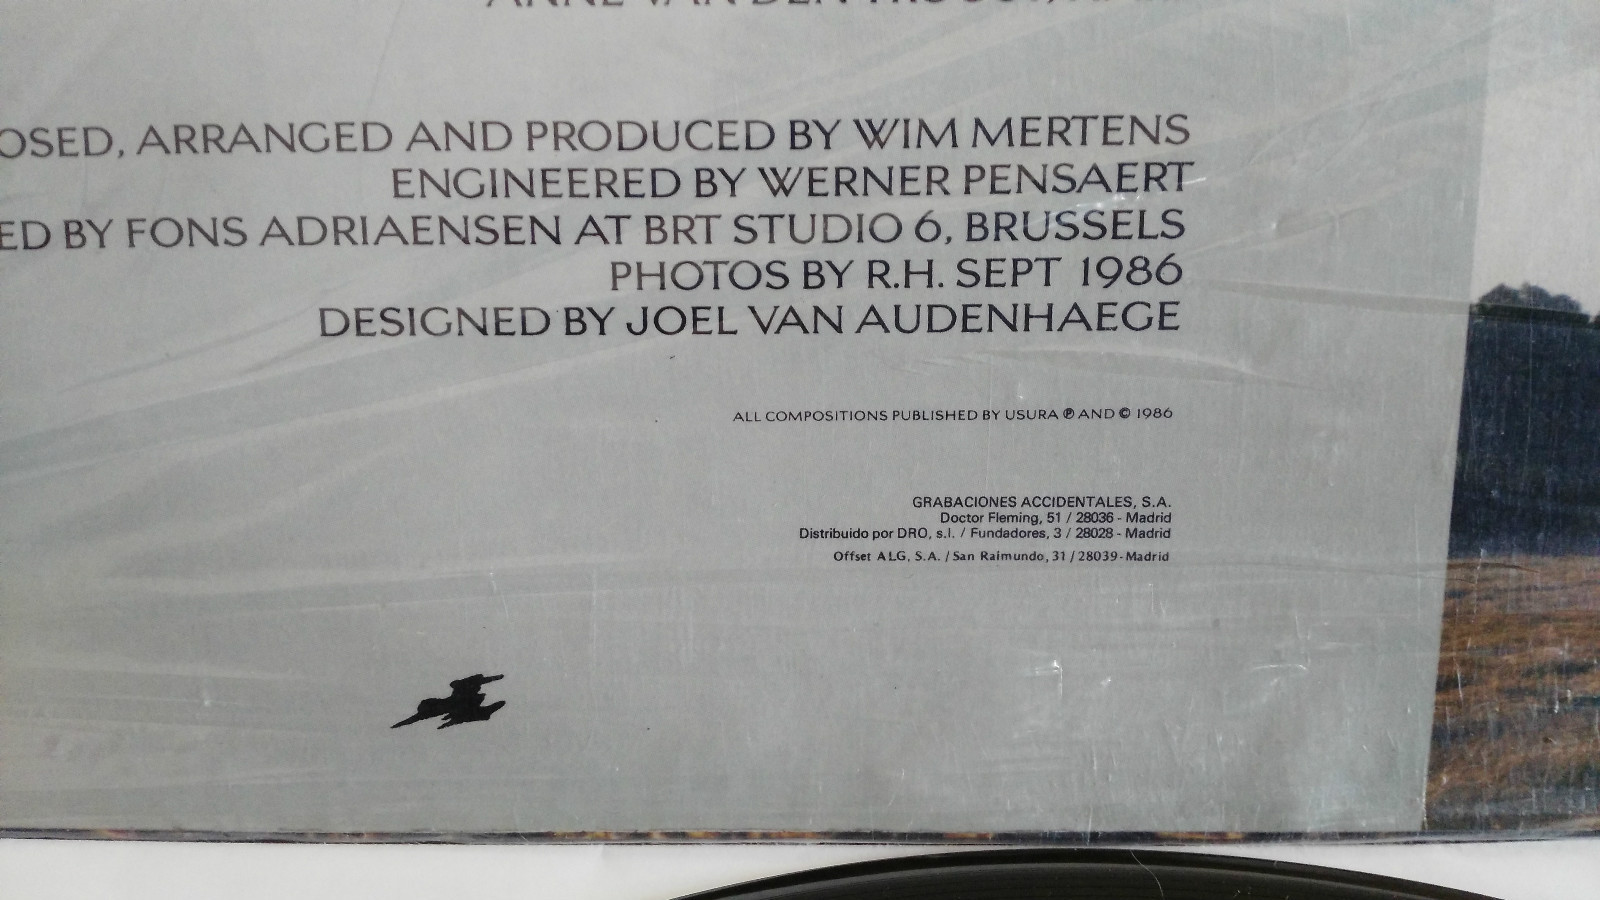 ANNE VAN DEN
OSED, ARRANGED AND PRODUCED BY WIM MERTENS
ENGINEERED BY WERNER PENSAERT
ED BY FONS ADRIAENSEN AT BRT STUDIO 6, BRUSSELS
PHOTOS BY R.H. SEPT 1986
DESIGNED BY JOEL VAN AUDENHAEGE
ALL COMPOSITIONS PUBLISHED BY USURA ℗ AND © 1986
GRABACIONES ACCIDENTALES, S.A.
Doctor Fleming, 51 / 28036 - Madrid
Distribuido por DRO, s.l. / Fundadores, 3 / 28028 - Madrid
Offset ALG, S.A. / San Raimundo, 31 / 28039 - Madrid